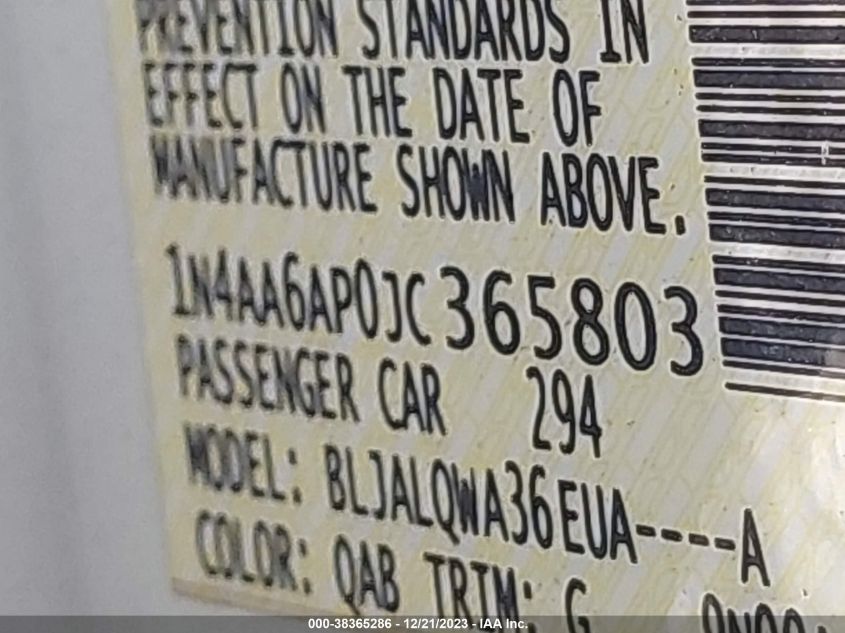 PREVENTION STANDARDS IN
EFFECT ON THE DATE OF
MANUFACTURE SHOWN ABOVE.
1N4AA6AP0JC365803
PASSENGER CAR 294
MODEL: BLJALQWA36EUA----A
COLOR: QAB TRIM: G
000-38365286 - 12/21/2023 - IAA Inc.